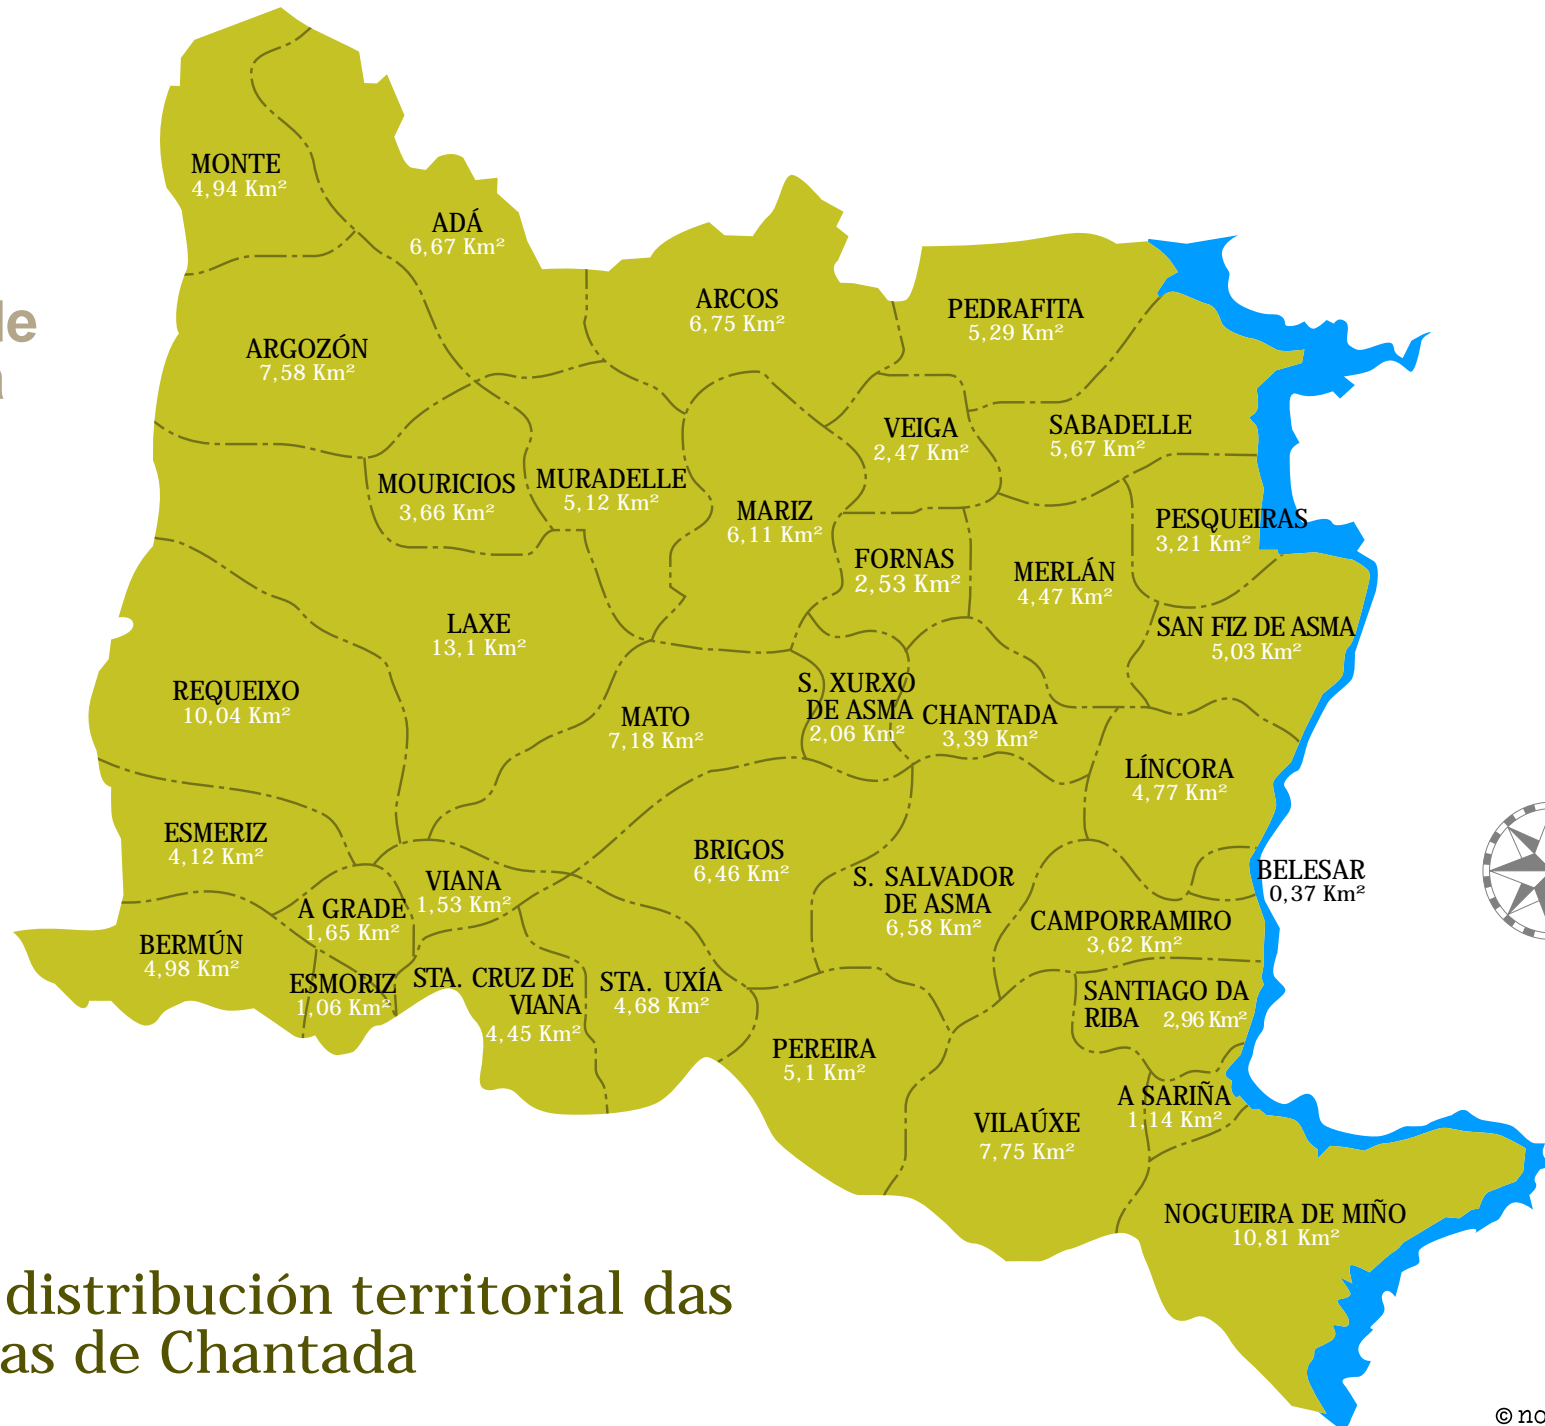 MONTE
4,94 Km²
ADÁ
6,67 Km²
ARCOS
6,75 Km²
PEDRAFITA
5,29 Km²
de
a
ARGOZÓN
7,58 Km²
VEIGA
2,47 Km²
SABADELLE
5,67 Km²
MOURICIOS
3,66 Km²
MURADELLE
5,12 Km²
MARIZ
6,11 Km²
PESQUEIRAS
3,21 Km²
FORNAS
2,53 Km²
MERLÁN
4,47 Km²
LAXE
13,1 Km²
SAN FIZ DE ASMA
5,03 Km²
REQUEIXO
10,04 Km²
MATO
7,18 Km²
S. XURXO
DE ASMA
2,06 Km²
CHANTADA
3,39 Km²
LÍNCORA
4,77 Km²
ESMERIZ
4,12 Km²
BRIGOS
6,46 Km²
VIANA
1,53 Km²
S. SALVADOR
DE ASMA
6,58 Km²
BELESAR
0,37 Km²
A GRADE
1,65 Km²
CAMPORRAMIRO
3,62 Km²
BERMÚN
4,98 Km²
ESMORIZ
1,06 Km²
STA. CRUZ DE
VIANA
4,45 Km²
STA. UXÍA
4,68 Km²
SANTIAGO DA
RIBA 2,96 Km²
PEREIRA
5,1 Km²
A SARIÑA
1,14 Km²
VILAÚXE
7,75 Km²
NOGUEIRA DE MIÑO
10,81 Km²
distribución territorial das
as de Chantada
© no